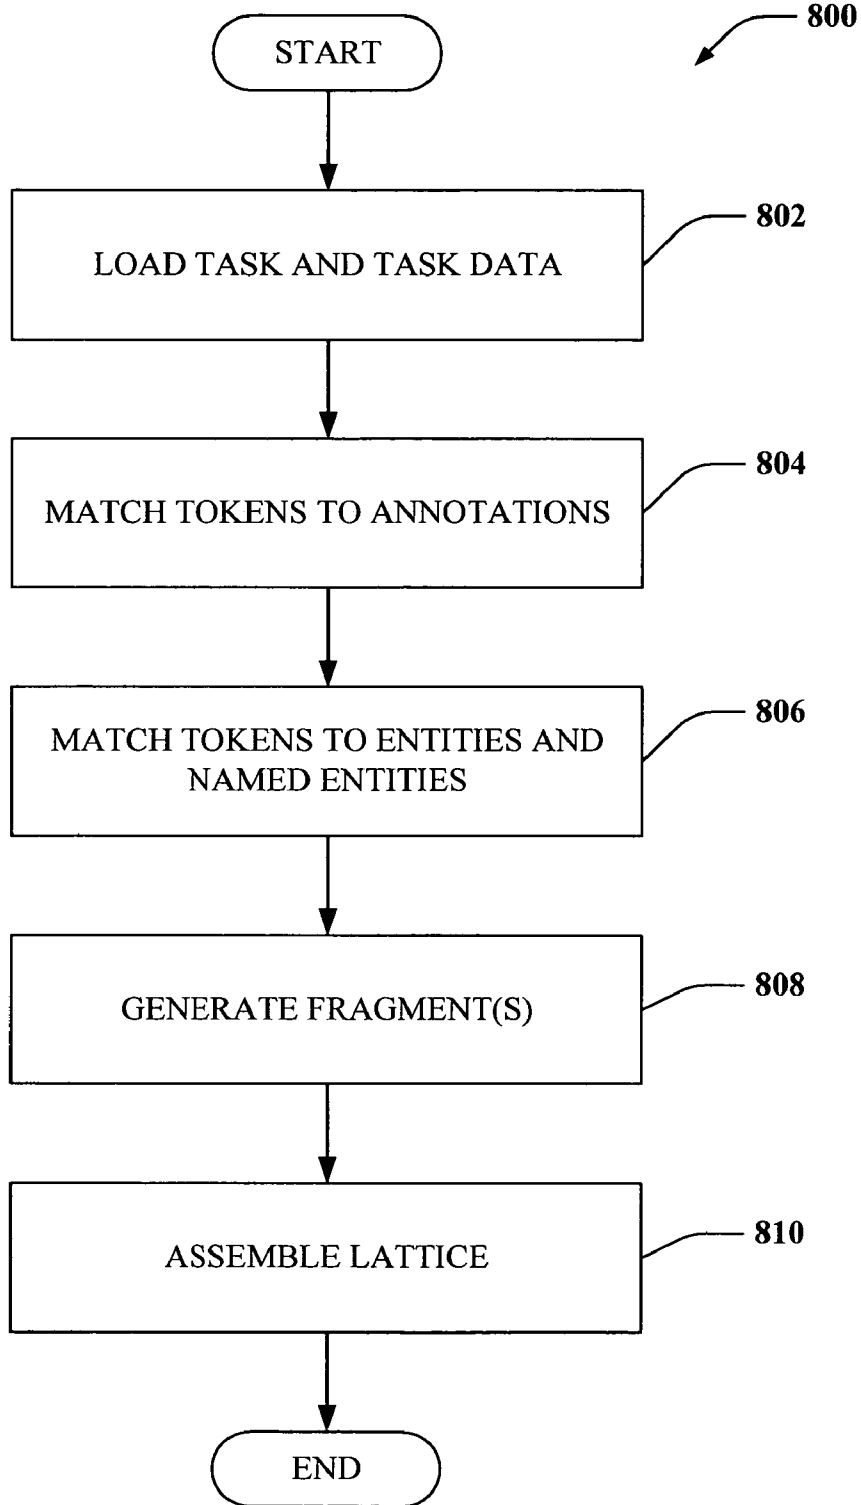 800
START
802
LOAD TASK AND TASK DATA
804
MATCH TOKENS TO ANNOTATIONS
806
MATCH TOKENS TO ENTITIES AND
NAMED ENTITIES
808
GENERATE FRAGMENT(S)
810
ASSEMBLE LATTICE
END